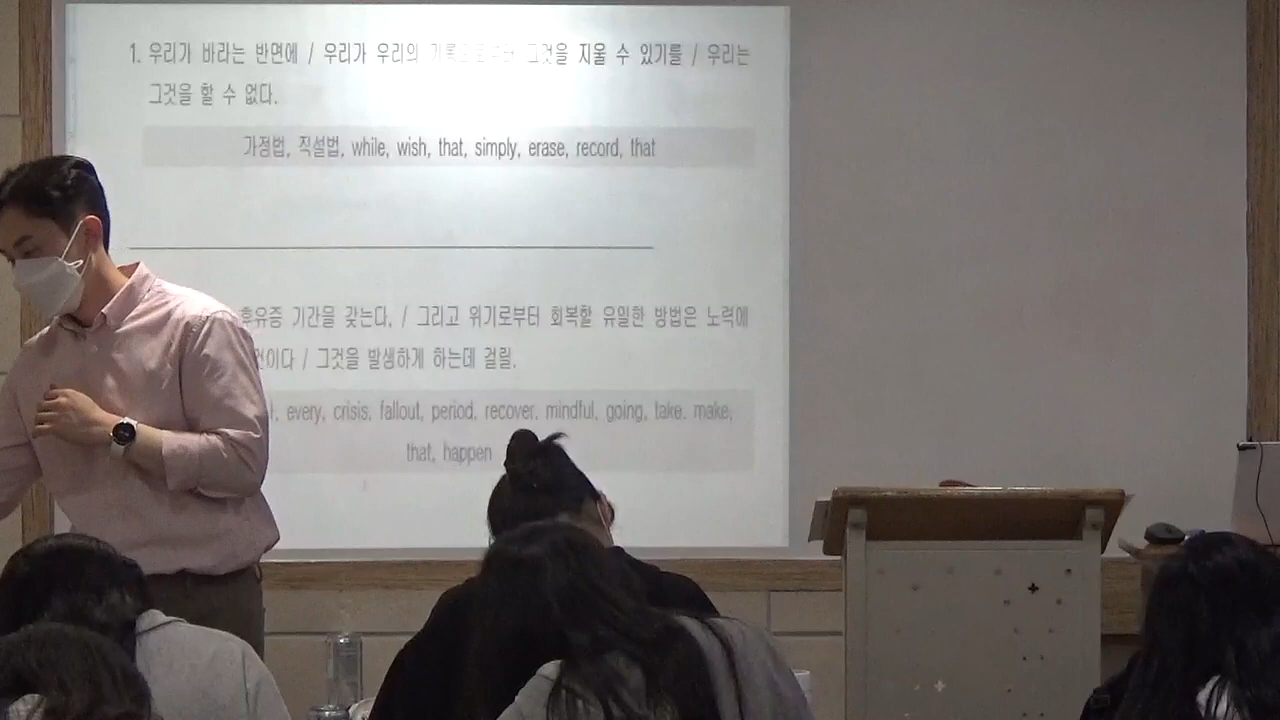 1. 우리가 바라는 반면에 / 우리가 우리의 기록으로부터 그것을 지울 수 있기를 / 우리는
그것을 할 수 없다.
가정법, 직설법, while, wish, that, simply, erase, record, that
후유증 기간을 갖는다, / 그리고 위기로부터 회복할 유일한 방법은 노력에
것이다 / 그것을 발생하게 하는데 걸릴.
every, crisis, fallout, period, recover, mindful, going, take, make,
that, happen